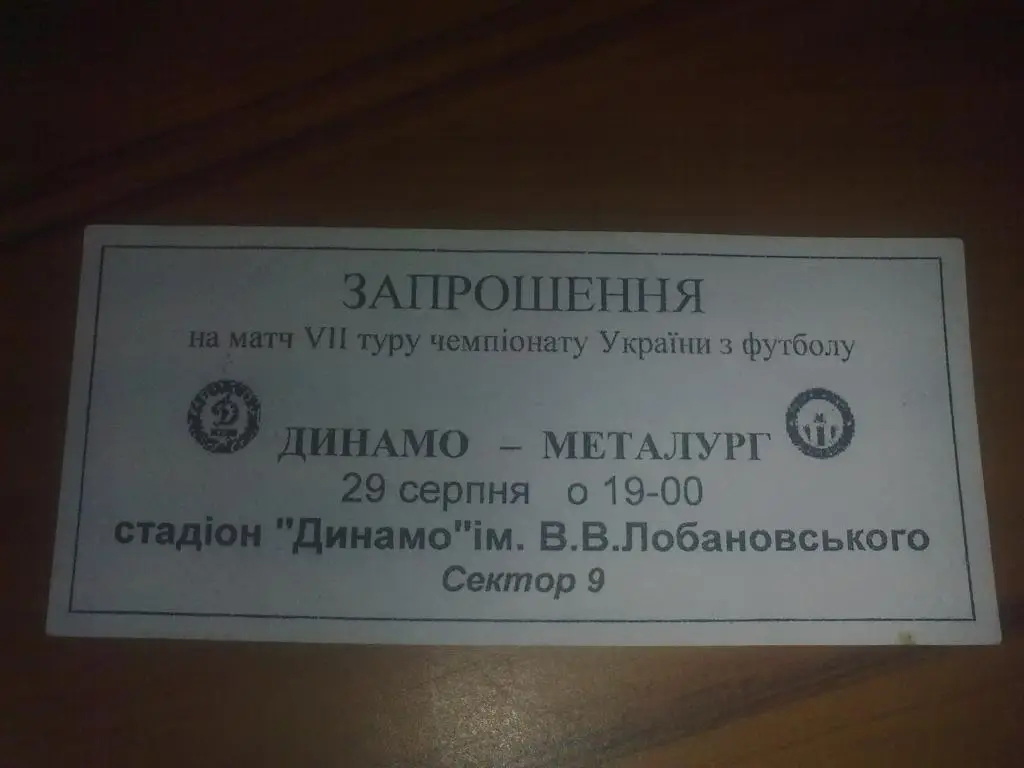 ЗАПРОШЕННЯ
на матч VII туру чемпіонату України з футболу
Д
М
ДИНАМО – МЕТАЛУРГ
29 серпня о 19-00
стадіон "Динамо"ім. В.В.Лобановського
Сектор 9